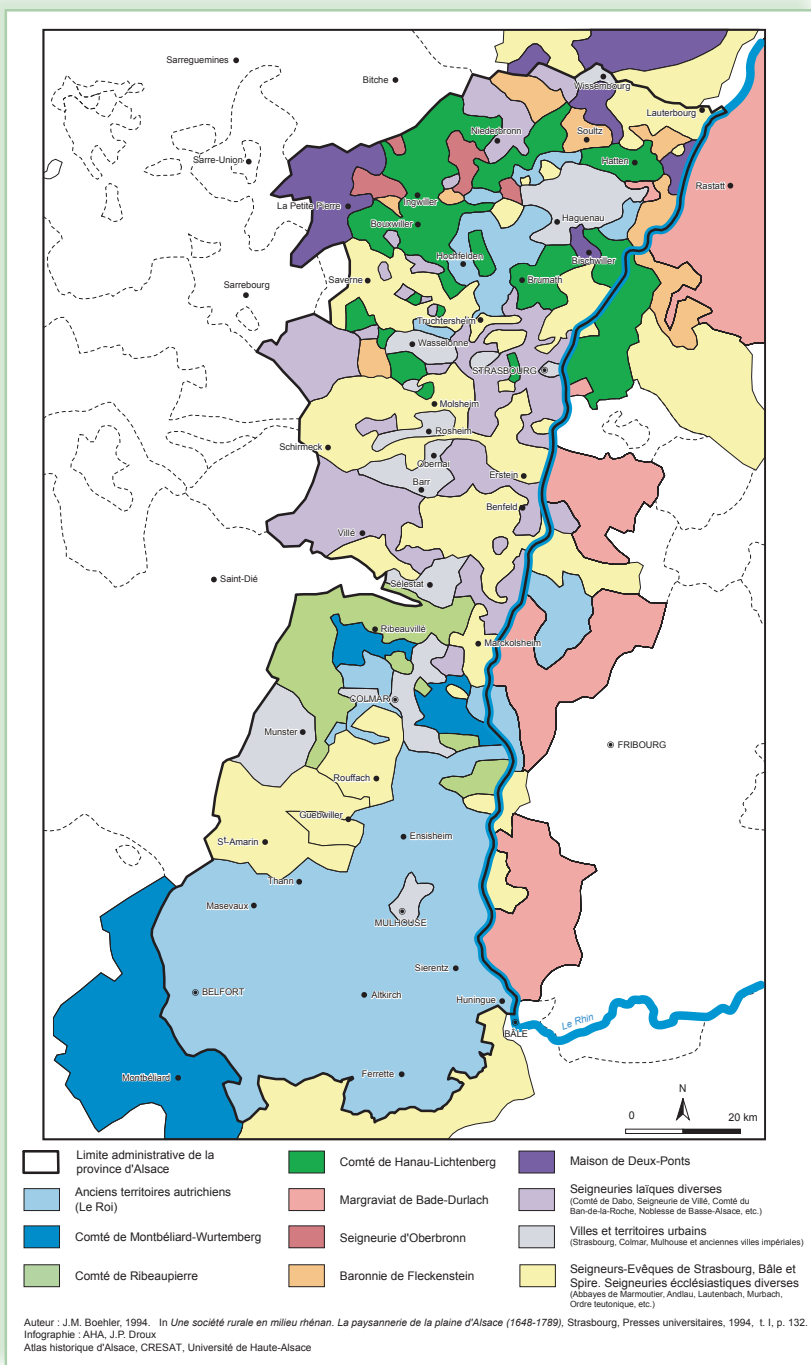 Sarreguemines
Bitche
Wissembourg
Lauterbourg
Niederbronn
Soultz
Hatten
Sarre-Union
Rastatt
La Petite Pierre
Ingwiller
Bouxwiller
Haguenau
Hochfelden
Bischwiller
Saverne
Brumath
Sarrebourg
Truchtersheim
Wasselonne
STRASBOURG
Molsheim
Rosheim
Schirmeck
Obernai
Barr
Erstein
Benfeld
Villé
Saint-Dié
Sélestat
Ribeauvillé
Marckolsheim
COLMAR
Munster
FRIBOURG
Rouffach
Guebwiller
St-Amarin
Ensisheim
Thann
Masevaux
MULHOUSE
Sierentz
BELFORT
Altkirch
Huningue
Le Rhin
BÂLE
Montbéliard
Ferrette
N
0 20 km
Limite administrative de la
province d'Alsace
Anciens territoires autrichiens
(Le Roi)
Comté de Montbéliard-Wurtemberg
Comté de Ribeaupierre
Comté de Hanau-Lichtenberg
Margraviat de Bade-Durlach
Seigneurie d'Oberbronn
Baronnie de Fleckenstein
Maison de Deux-Ponts
Seigneuries laïques diverses
(Comté de Dabo, Seigneurie de Villé, Comté du
Ban-de-la-Roche, Noblesse de Basse-Alsace, etc.)
Villes et territoires urbains
(Strasbourg, Colmar, Mulhouse et anciennes villes impériales)
Seigneurs-Evêques de Strasbourg, Bâle et
Spire. Seigneuries écclésiastiques diverses
(Abbayes de Marmoutier, Andlau, Lautenbach, Murbach,
Ordre teutonique, etc.)
Auteur : J.M. Boehler, 1994. In Une société rurale en milieu rhénan. La paysannerie de la plaine d'Alsace (1648-1789), Strasbourg, Presses universitaires, 1994, t. I, p. 132.
Infographie : AHA, J.P. Droux
Atlas historique d'Alsace, CRESAT, Université de Haute-Alsace